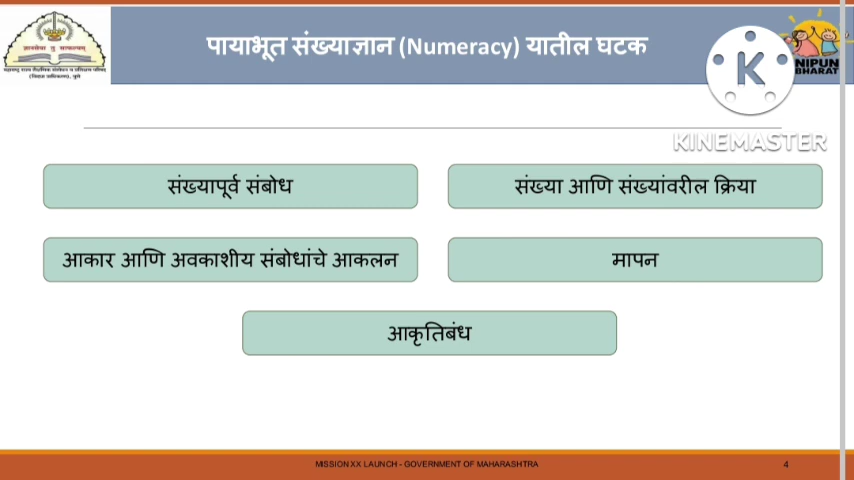 पायाभूत संख्याज्ञान (Numeracy) यातील घटक
K
NIPUN
BHARAT
KINEMASTER
संख्यापूर्व संबोध
संख्या आणि संख्यांवरील क्रिया
आकार आणि अवकाशीय संबोधांचे आकलन
मापन
आकृतिबंध
MISSION XX LAUNCH - GOVERNMENT OF MAHARASHTRA
4